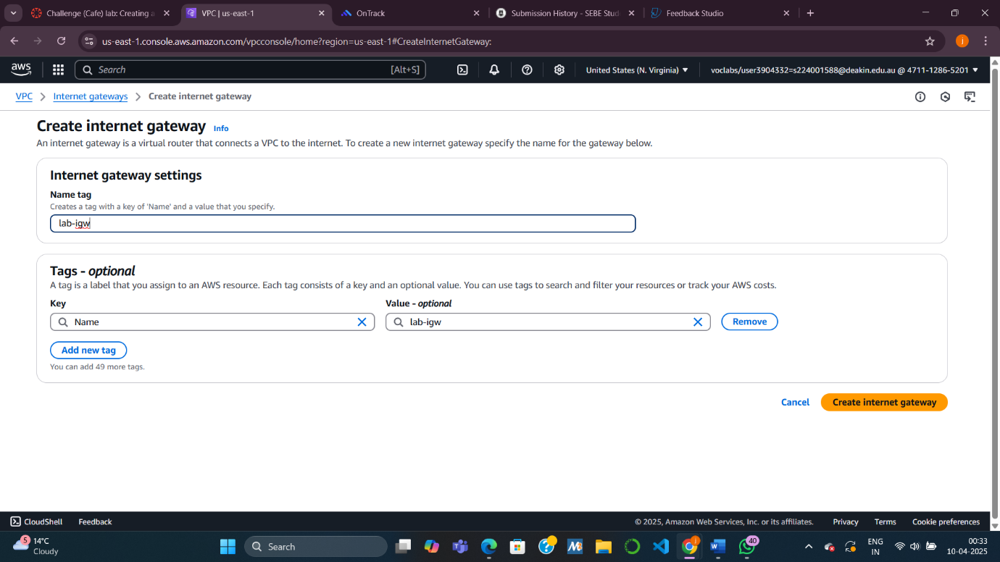 Challenge (Cafe) lab: Creating a
VPC | us-east-1
OnTrack
Submission History - SEBE Stud
Feedback Studio
us-east-1.console.aws.amazon.com/vpcconsole/home?region=us-east-1#CreateInternetGateway:
j
aws
Search
[Alt+S]
United States (N. Virginia)
voclabs/user3904332=s224001588@deakin.edu.au @ 4711-1286-5201
VPC > Internet gateways > Create internet gateway
Create internet gateway Info
An internet gateway is a virtual router that connects a VPC to the internet. To create a new internet gateway specify the name for the gateway below.
Internet gateway settings
Name tag
Creates a tag with a key of 'Name' and a value that you specify.
lab-igw
Tags - optional
A tag is a label that you assign to an AWS resource. Each tag consists of a key and an optional value. You can use tags to search and filter your resources or track your AWS costs.
Key
Value - optional
Name
lab-igw
Remove
Add new tag
You can add 49 more tags.
Cancel
Create internet gateway
CloudShell
Feedback
© 2025, Amazon Web Services, Inc. or its affiliates.
Privacy
Terms
Cookie preferences
5
14°C
Cloudy
Search
40
ENG
IN
00:33
10-04-2025